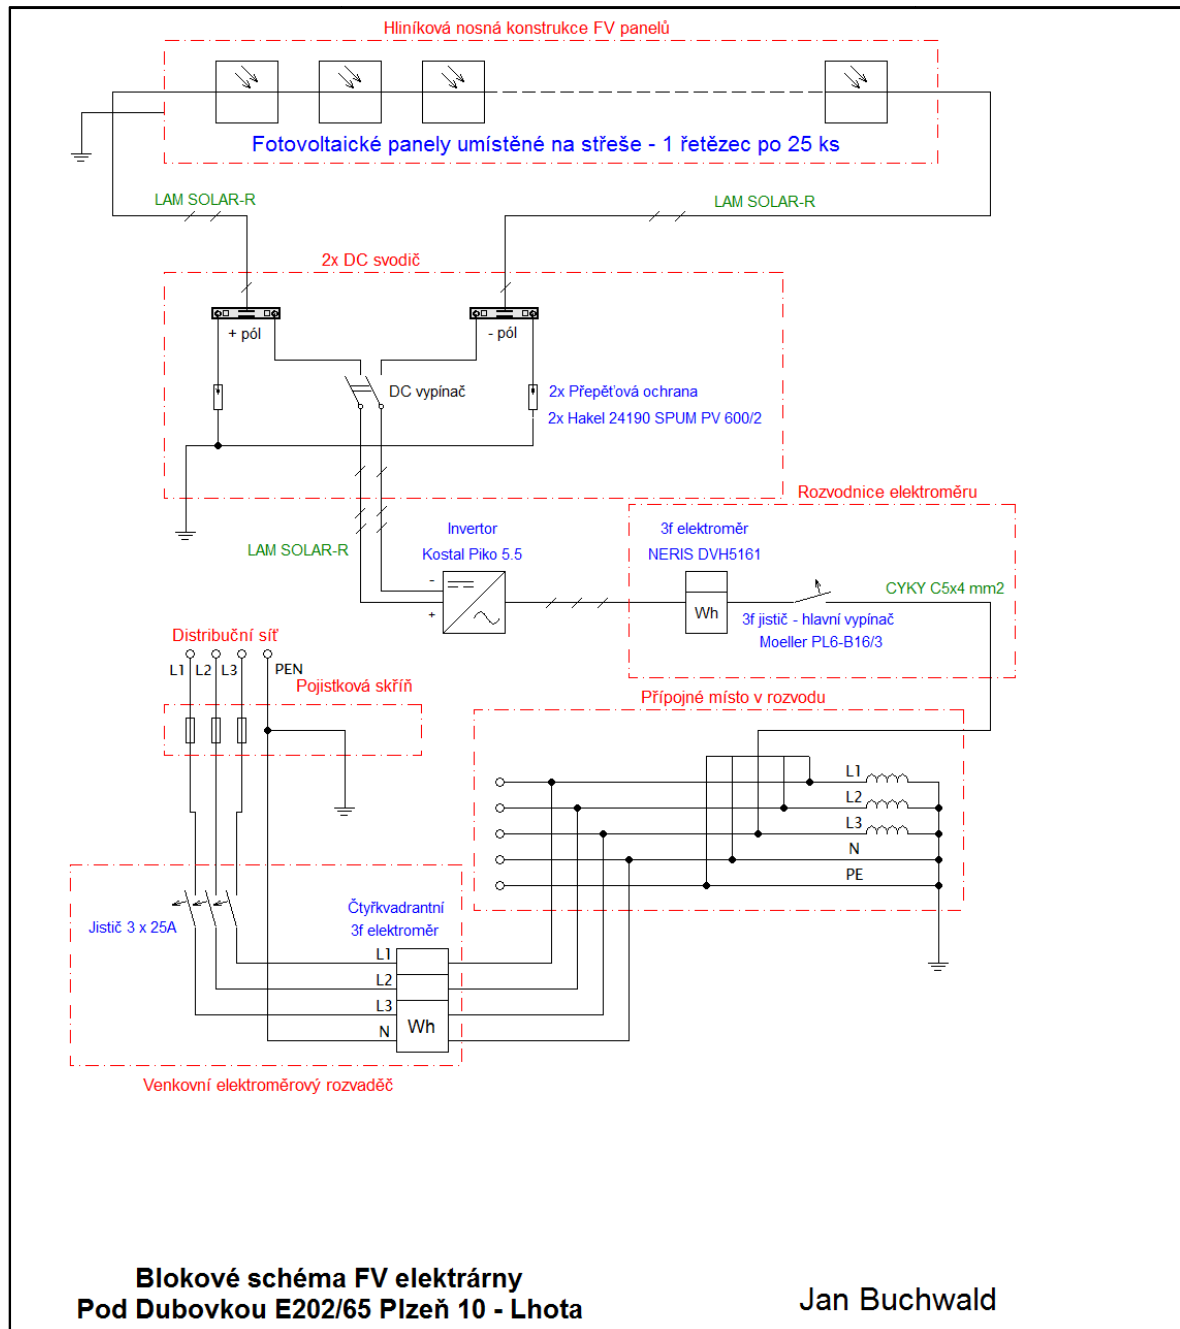 Hliníková nosná konstrukce FV panelů
Fotovoltaické panely umístěné na střeše - 1 řetězec po 25 ks
LAM SOLAR-R
LAM SOLAR-R
2x DC svodič
+ pól
- pól
DC vypínač
2x Přepěťová ochrana
2x Hakel 24190 SPUM PV 600/2
Rozvodnice elektroměru
LAM SOLAR-R
Invertor
Kostal Piko 5.5
3f elektroměr
NERIS DVH5161
-
+
Wh
CYKY C5x4 mm2
3f jistič - hlavní vypínač
Moeller PL6-B16/3
Distribuční síť
L1
L2
L3
PEN
Pojistková skříň
Přípojné místo v rozvodu
L1
L2
L3
N
PE
Jistič 3 x 25A
Čtyřkvadrantní
3f elektroměr
L1
L2
L3
N
Wh
Venkovní elektroměrový rozvaděč
Blokové schéma FV elektrárny
Pod Dubovkou E202/65 Plzeň 10 - Lhota
Jan Buchwald